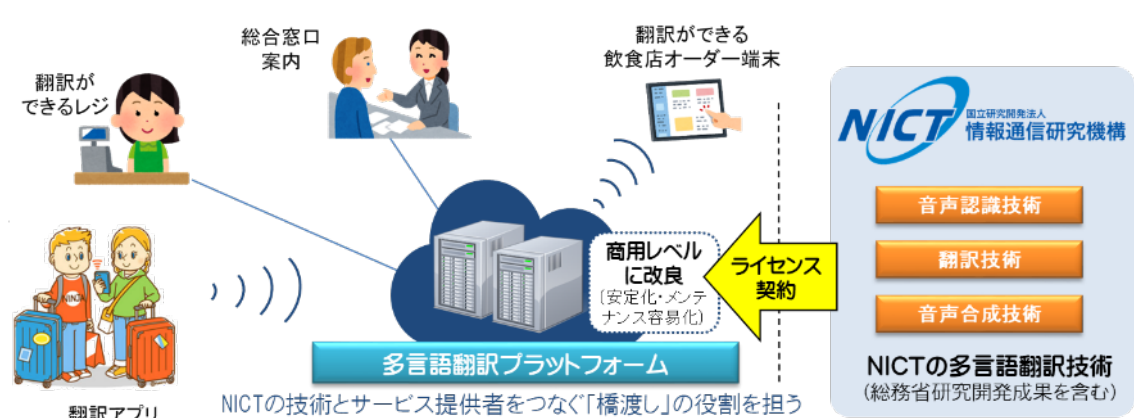 総合窓口
案内
翻訳ができる
飲食店オーダー端末
翻訳が
できるレジ
NICT
国立研究開発法人
情報通信研究機構
音声認識技術
翻訳技術
音声合成技術
NICTの多言語翻訳技術
(総務省研究開発成果を含む)
ライセンス
契約
商用レベル
に改良
(安定化・メンテ
ナンス容易化)
NINJA
多言語翻訳プラットフォーム
翻訳アプリ
NICTの技術とサービス提供者をつなぐ「橋渡し」の役割を担う